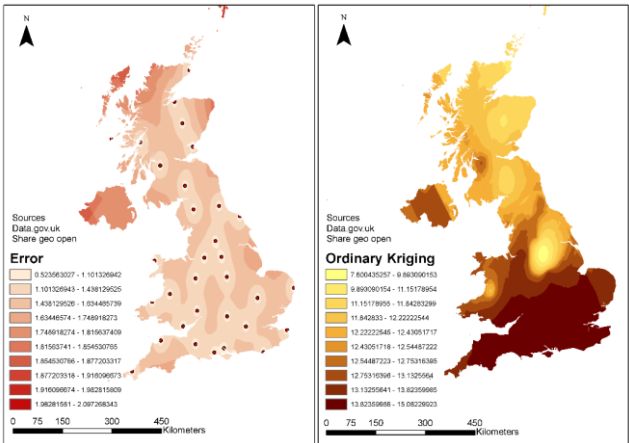 N
Sources
Data.gov.uk
Share geo open
Error
0.523563027 - 1.101326942
1.101326943 - 1.438129525
1.438129526 - 1.634465739
1.63446574 - 1.748918273
1.748918274 - 1.815637409
1.81563741 - 1.854530785
1.854530786 - 1.877203317
1.877203318 - 1.916096673
1.916096674 - 1.982815809
1.98281581 - 2.097268343
0 75 150 300 450
Kilometers
N
Sources
Data.gov.uk
Share geo open
Ordinary Kriging
7.600435257 - 9.893090153
9.893090154 - 11.15178954
11.15178955 - 11.84283299
11.842833 - 12.22222544
12.22222545 - 12.43051717
12.43051718 - 12.54487222
12.54487223 - 12.75316395
12.75316396 - 13.1325564
13.13255641 - 13.82359985
13.82359986 - 15.08229923
0 75 150 300 450
Kilometers